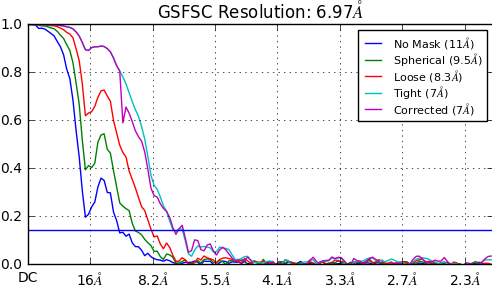 GSFSC Resolution: 6.97Å
1.0
0.8
0.6
0.4
0.2
0.0
No Mask (11Å)
Spherical (9.5Å)
Loose (8.3Å)
Tight (7Å)
Corrected (7Å)
DC 16Å 8.2Å 5.5Å 4.1Å 3.3Å 2.7Å 2.3Å